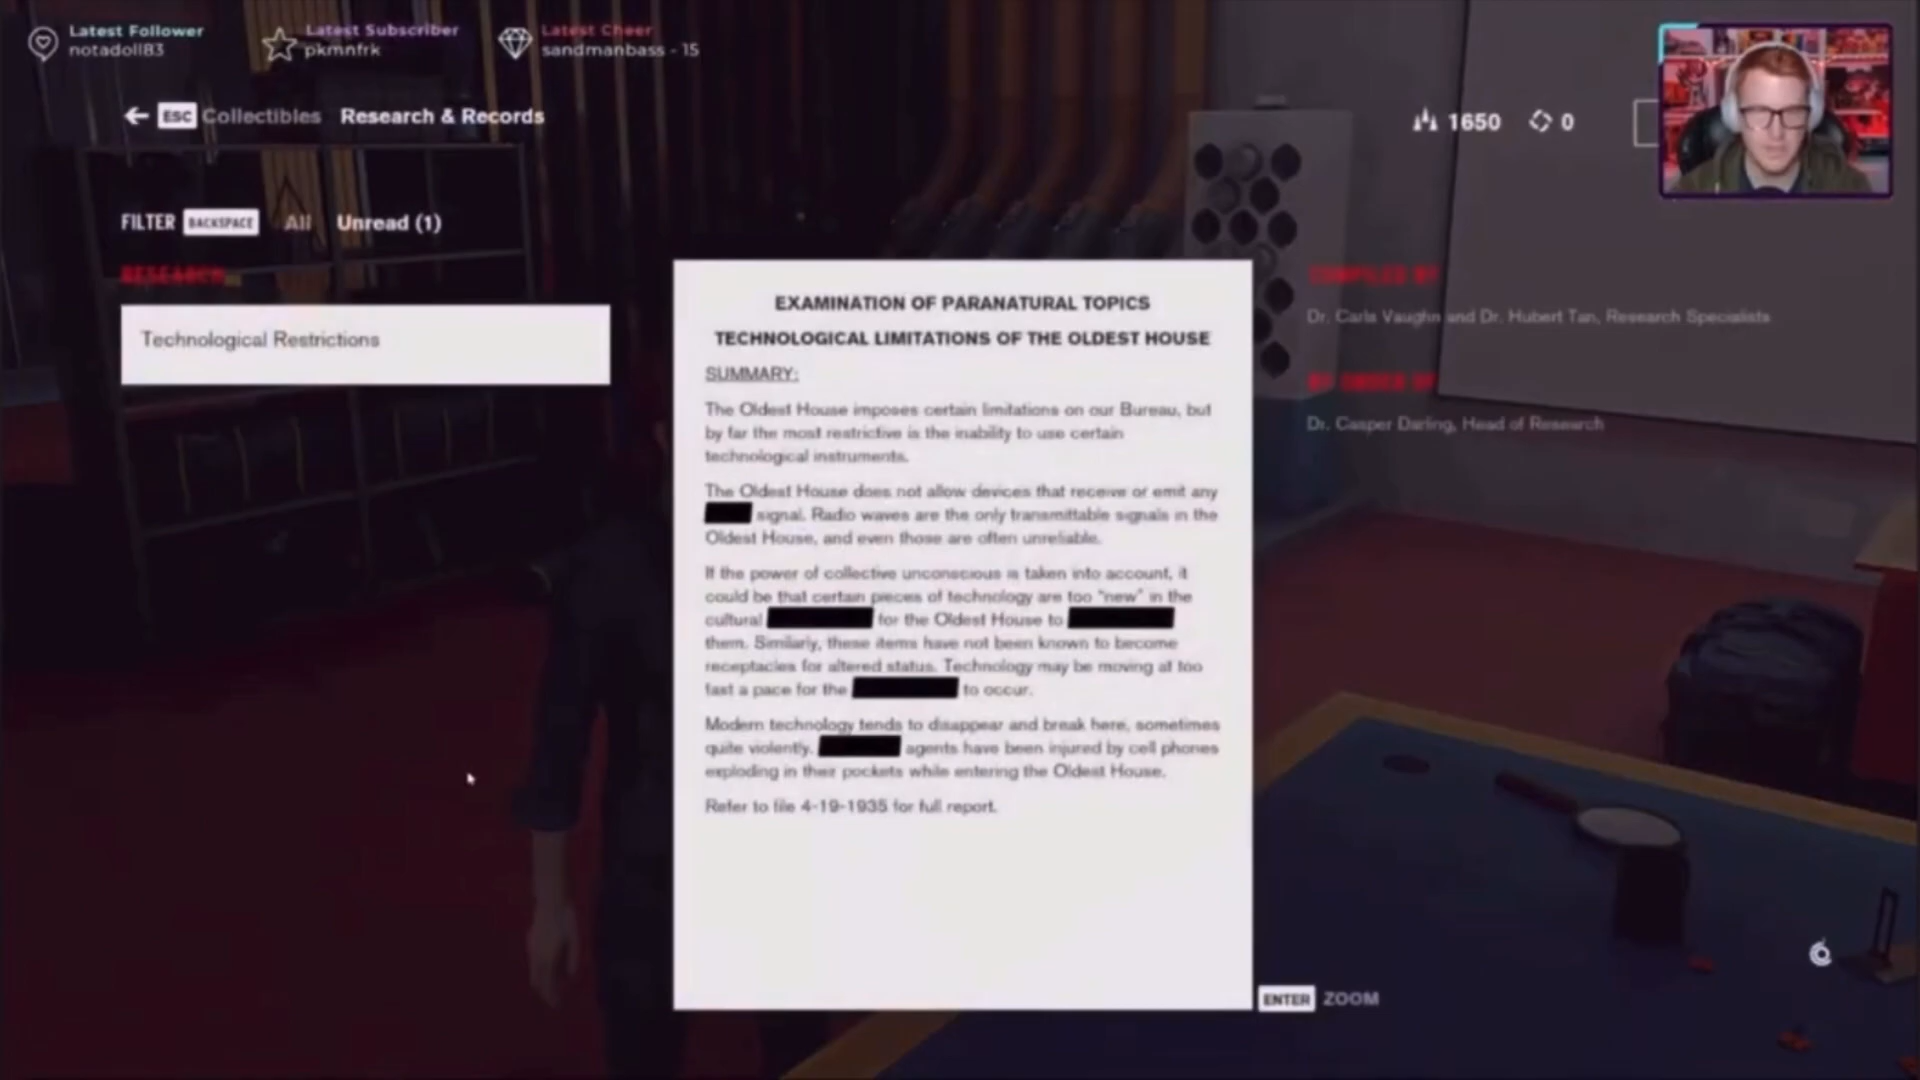 Latest Follower
notadoll83
Latest Subscriber
pkmnfrk
Latest Cheer
sandmanbass - 15
ESC Collectibles Research & Records
1650 0
FILTER BACKSPACE All Unread (1)
RESEARCH
Technological Restrictions
EXAMINATION OF PARANATURAL TOPICS
TECHNOLOGICAL LIMITATIONS OF THE OLDEST HOUSE
SUMMARY:
The Oldest House imposes certain limitations on our Bureau, but
by far the most restrictive is the inability to use certain
technological instruments.
The Oldest House does not allow devices that receive or emit any
signal. Radio waves are the only transmittable signals in the
Oldest House, and even those are often unreliable.
If the power of collective unconscious is taken into account, it
could be that certain pieces of technology are too "new" in the
cultural for the Oldest House to
them. Similarly, these items have not been known to become
receptacles for altered status. Technology may be moving at too
fast a pace for the to occur.
Modern technology tends to disappear and break here, sometimes
quite violently. agents have been injured by cell phones
exploding in their pockets while entering the Oldest House.
Refer to file 4-19-1935 for full report.
COMPILED BY
Dr. Carla Vaughn and Dr. Hubert Tan, Research Specialists
BY ORDER OF
Dr. Casper Darling, Head of Research
ENTER ZOOM